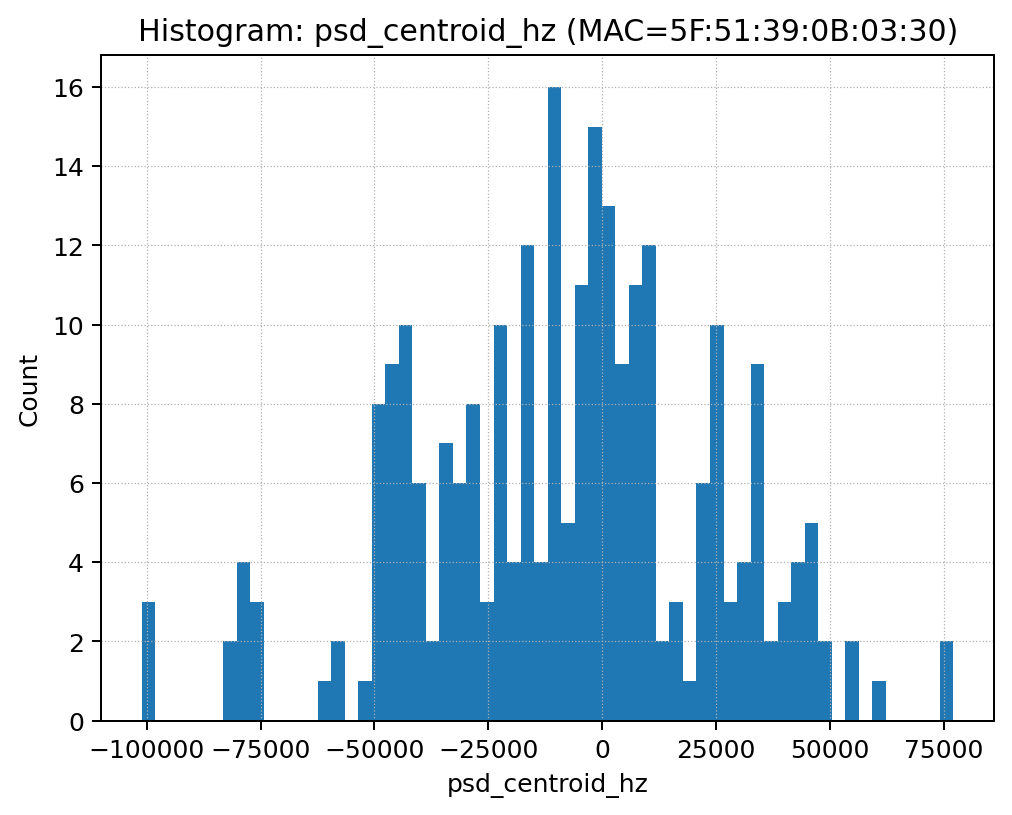 Histogram: psd_centroid_hz (MAC=5F:51:39:0B:03:30)
16
14
12
10
8
6
4
2
0
Count
−100000 −75000 −50000 −25000 0 25000 50000 75000
psd_centroid_hz